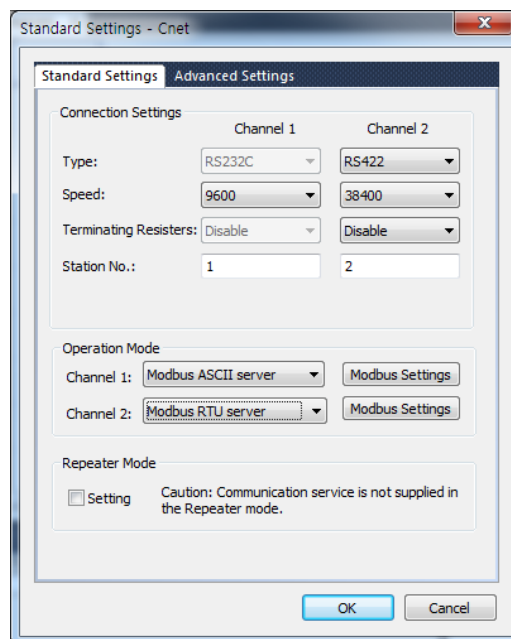 Standard Settings - Cnet
Standard Settings Advanced Settings
Connection Settings
Channel 1 Channel 2
Type: RS232C RS422
Speed: 9600 38400
Terminating Resisters: Disable Disable
Station No.: 1 2
Operation Mode
Channel 1: Modbus ASCII server Modbus Settings
Channel 2: Modbus RTU server Modbus Settings
Repeater Mode
Setting Caution: Communication service is not supplied in
the Repeater mode.
OK Cancel